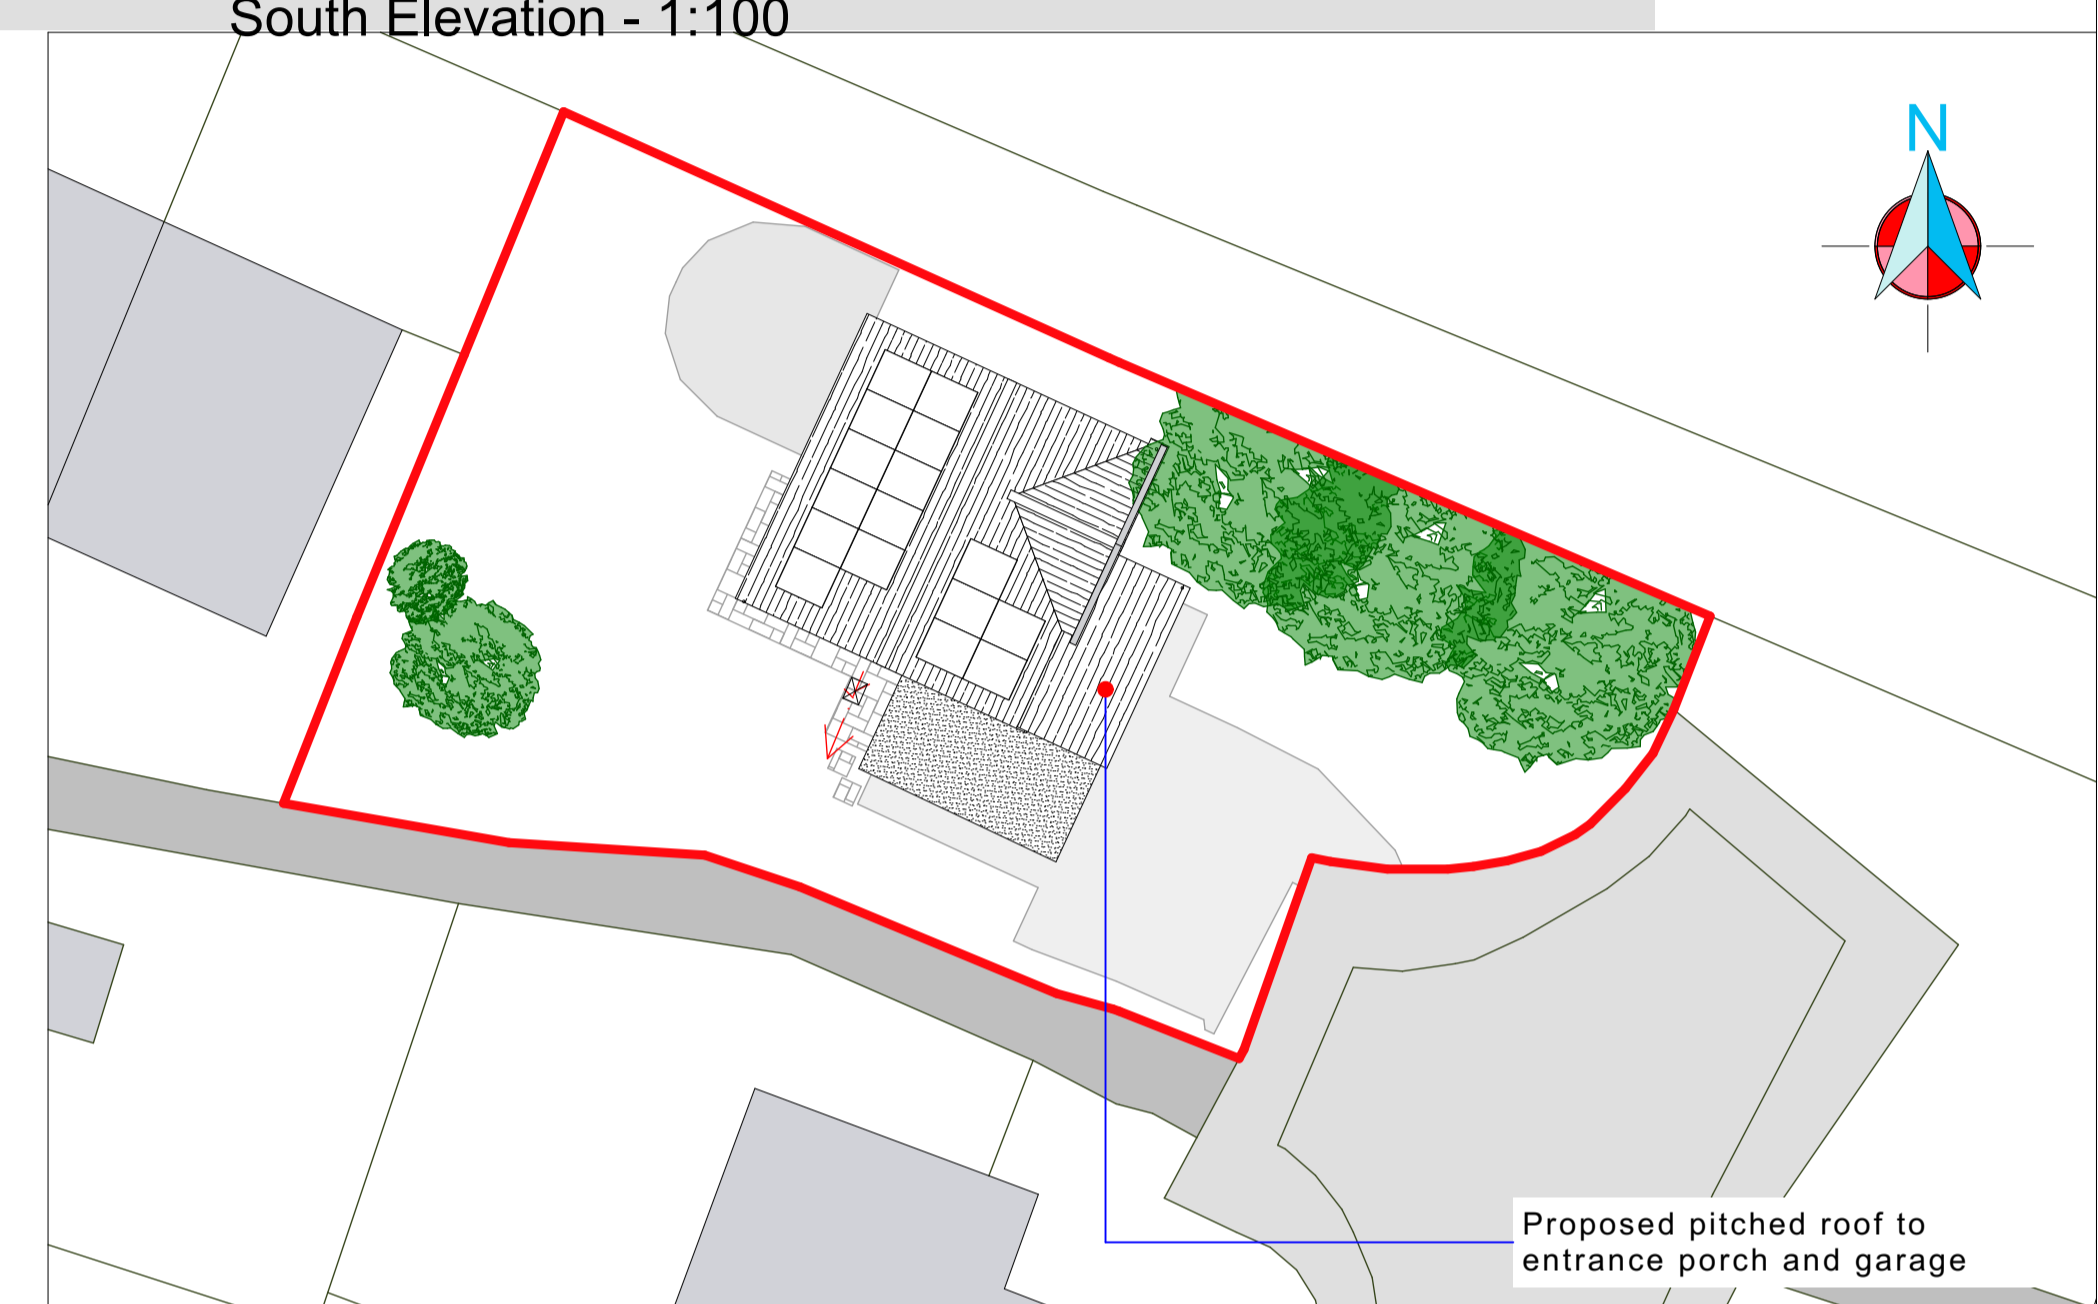 South Elevation - 1:100
N
Proposed pitched roof to
entrance porch and garage